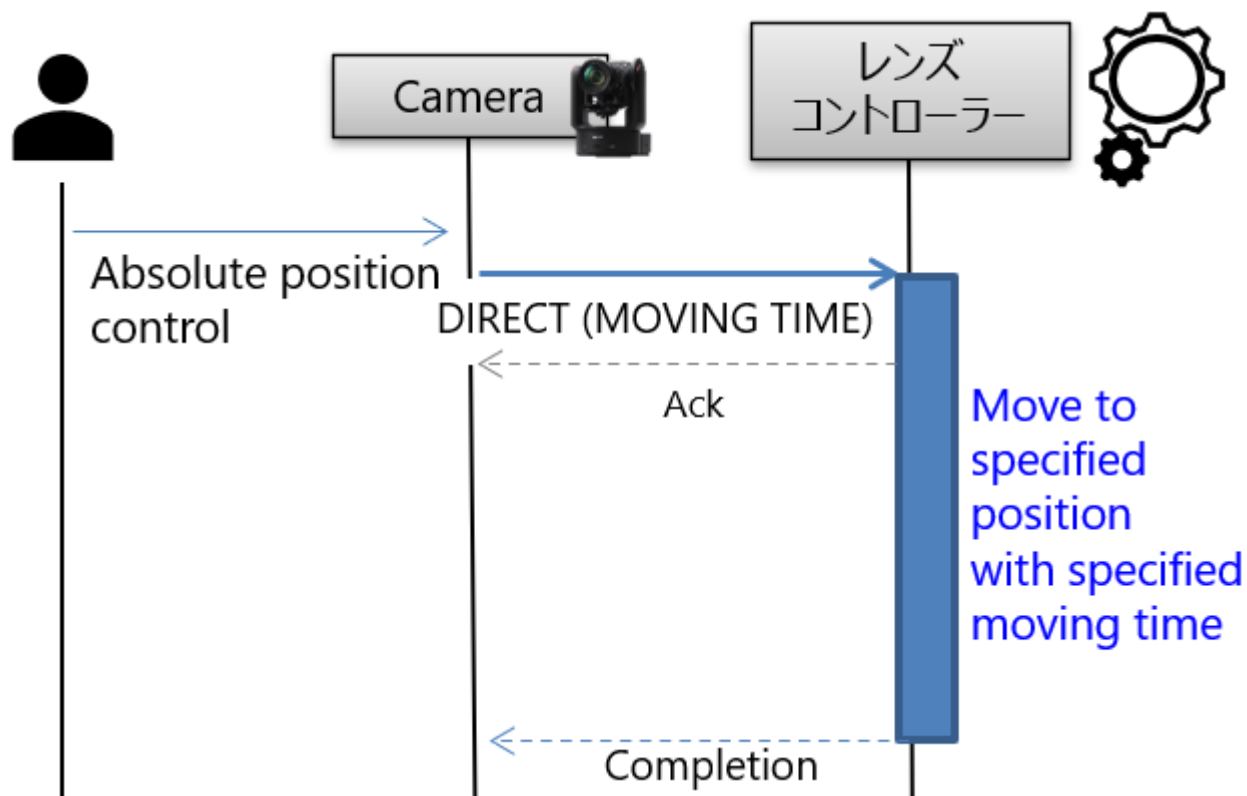 Camera
レンズ
コントローラー
Absolute position
control
DIRECT (MOVING TIME)
Ack
Move to
specified
position
with specified
moving time
Completion